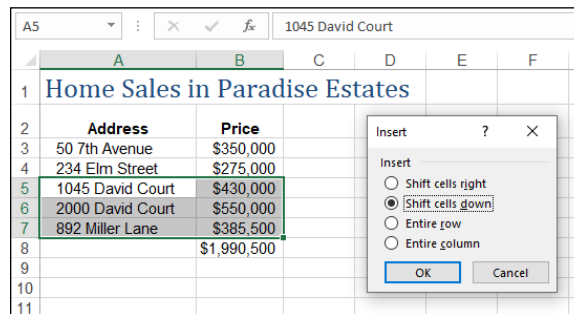 A5 fx 1045 David Court
A B C D E F
1 Home Sales in Paradise Estates
2 Address Price
3 50 7th Avenue $350,000
4 234 Elm Street $275,000
5 1045 David Court $430,000
6 2000 David Court $550,000
7 892 Miller Lane $385,500
8 $1,990,500
9
10
11
Insert ?
Insert
Shift cells right
Shift cells down
Entire row
Entire column
OK Cancel